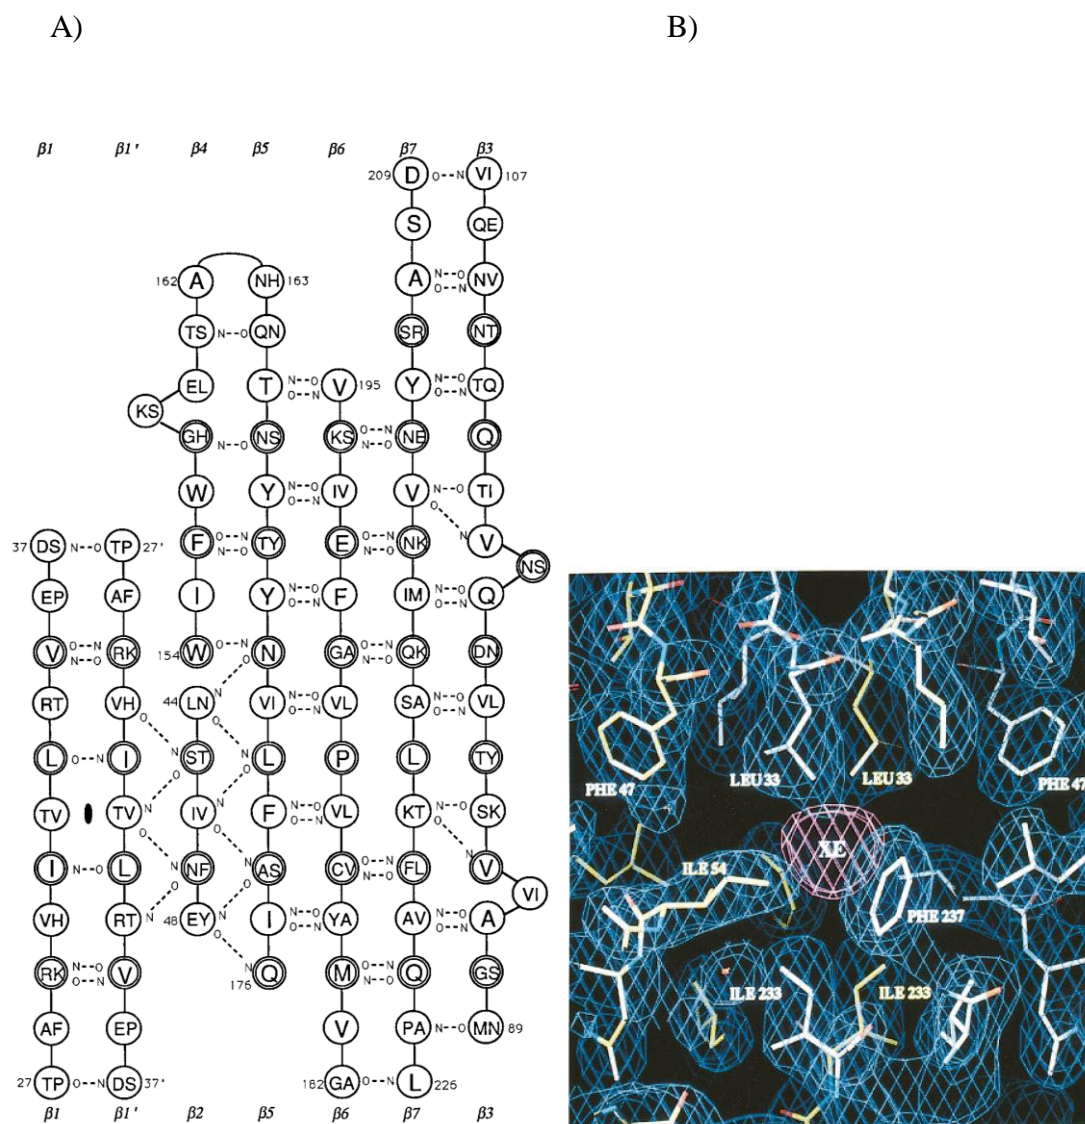 A) B)
β1 β1' β4 β5 β6 β7 β3
209 D O--N VI 107
S QE
162 A NH 163 A N--O O--N NV
TS N--O QN SR NT
EL T N--O O--N V 195 Y N--O O--N TQ
KS
GH N--O NS KS O--N N--O NE Q
W Y N--O O--N IV V N--O O TI
37 DS N--O TP 27' F O--N N--O TY E O--N N--O NK N V
NS
EP AF I Y N--O O--N F IM Q
V O--N N--O RK 154 W O--N O N GA O--N N--O QK DN
RT VH O 44 LN N O VI N--O O--N VL SA VL
L O--N I N O ST N O L P L TY
TV TV N O IV N O F O--N N--O VL KT N--O O SK
I N--O L N O NF N O AS CV O--N N--O FL N V
VI
VH RT N 48 EY N O I N--O O--N YA AV A
RK N--O O--N V 176 Q N M O--N N--O Q GS
AF EP V PA N--O MN 89
27 TP O--N DS 37' 182 GA O--N L 226
β1 β1' β2 β5 β6 β7 β3
PHE 47 LEU 33 LEU 33 PHE 47
XE
ILE 54
PHE 237
ILE 233 ILE 233